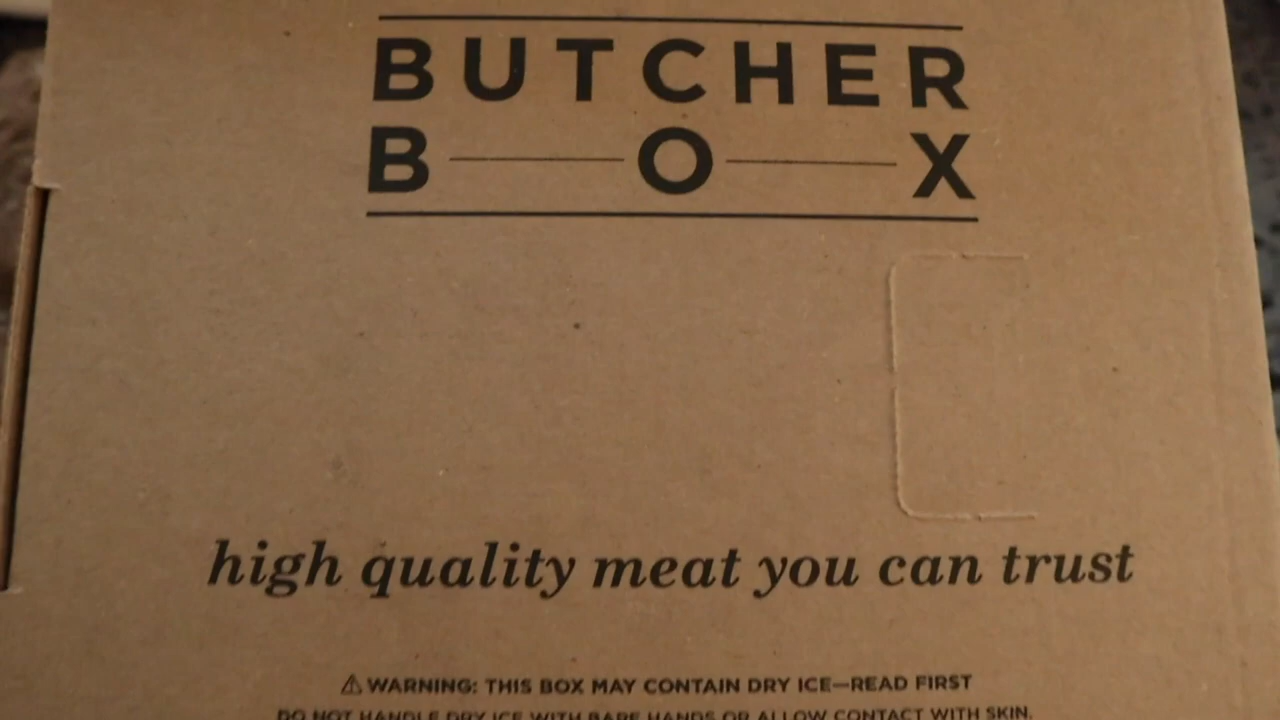 BUTCHER
BOX
high quality meat you can trust
⚠ WARNING: THIS BOX MAY CONTAIN DRY ICE—READ FIRST
DO NOT HANDLE DRY ICE WITH BARE HANDS OR ALLOW CONTACT WITH SKIN.